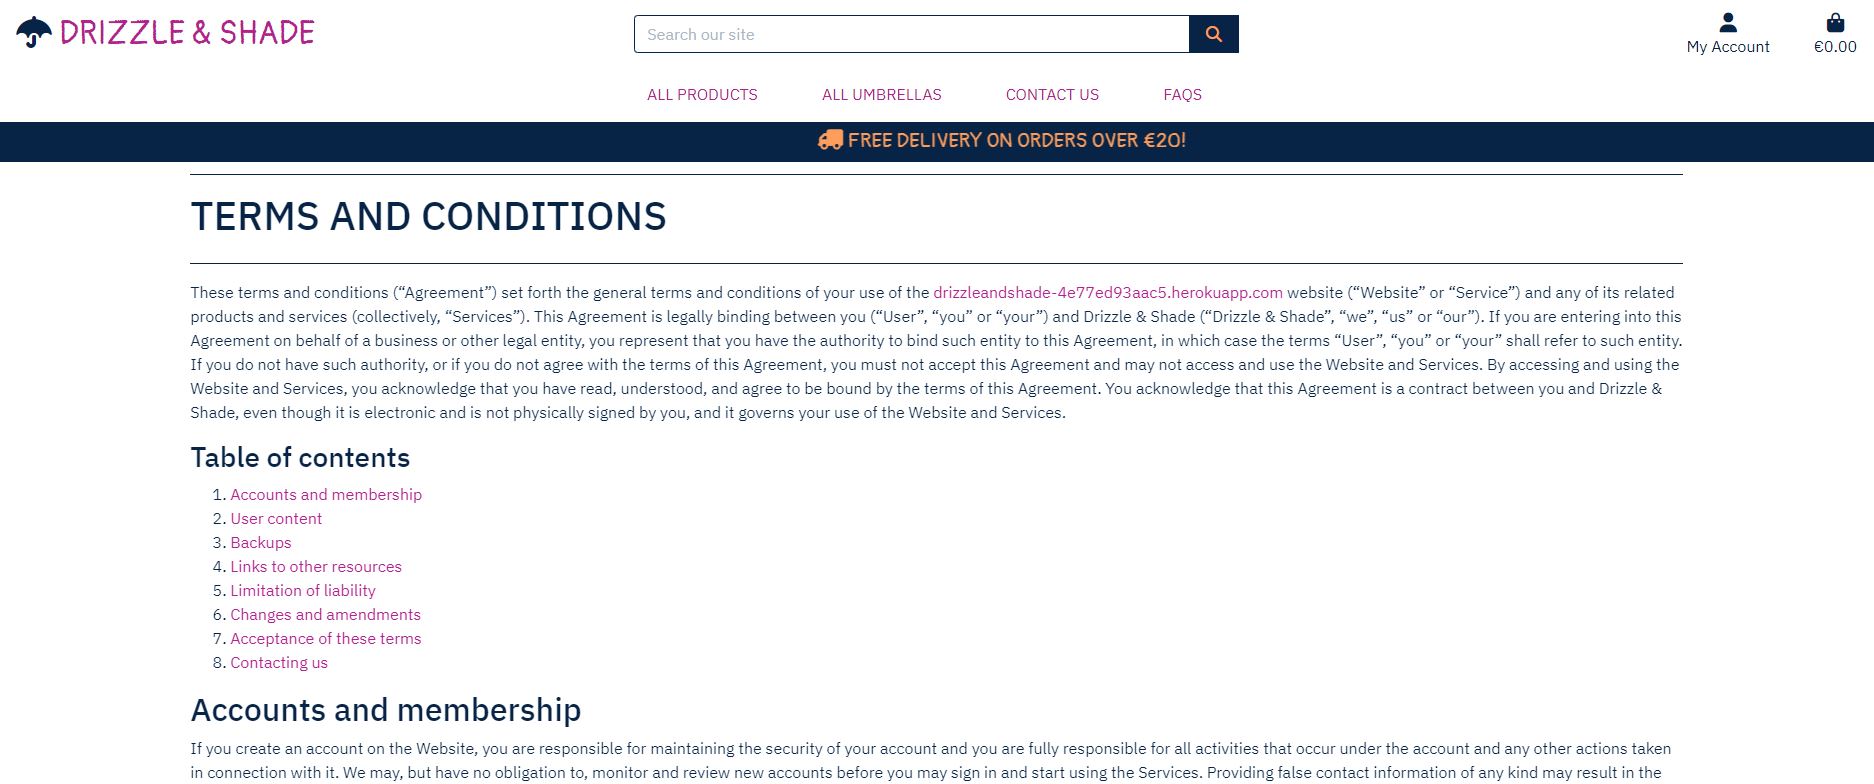 DRIZZLE & SHADE
Search our site
My Account
€0.00
ALL PRODUCTS
ALL UMBRELLAS
CONTACT US
FAQS
FREE DELIVERY ON ORDERS OVER €20!
TERMS AND CONDITIONS
These terms and conditions (“Agreement”) set forth the general terms and conditions of your use of the drizzleandshade-4e77ed93aac5.herokuapp.com website (“Website” or “Service”) and any of its related
products and services (collectively, “Services”). This Agreement is legally binding between you (“User”, “you” or “your”) and Drizzle & Shade (“Drizzle & Shade”, “we”, “us” or “our”). If you are entering into this
Agreement on behalf of a business or other legal entity, you represent that you have the authority to bind such entity to this Agreement, in which case the terms “User”, “you” or “your” shall refer to such entity.
If you do not have such authority, or if you do not agree with the terms of this Agreement, you must not accept this Agreement and may not access and use the Website and Services. By accessing and using the
Website and Services, you acknowledge that you have read, understood, and agree to be bound by the terms of this Agreement. You acknowledge that this Agreement is a contract between you and Drizzle &
Shade, even though it is electronic and is not physically signed by you, and it governs your use of the Website and Services.
Table of contents
1. Accounts and membership
2. User content
3. Backups
4. Links to other resources
5. Limitation of liability
6. Changes and amendments
7. Acceptance of these terms
8. Contacting us
Accounts and membership
If you create an account on the Website, you are responsible for maintaining the security of your account and you are fully responsible for all activities that occur under the account and any other actions taken
in connection with it. We may, but have no obligation to, monitor and review new accounts before you may sign in and start using the Services. Providing false contact information of any kind may result in the